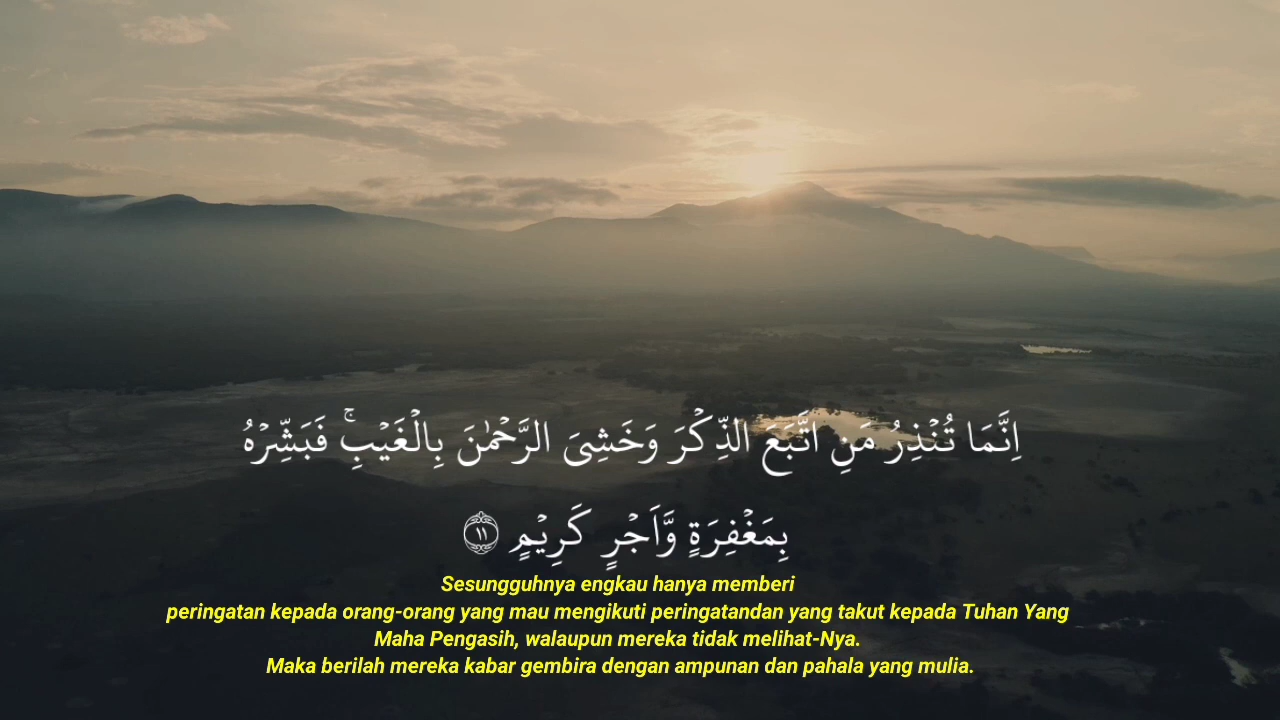 اِنَّمَا تُنْذِرُ مَنِ اتَّبَعَ الذِّكْرَ وَخَشِيَ الرَّحْمٰنَ بِالْغَيْبِۚ فَبَشِّرْهُ
بِمَغْفِرَةٍ وَّاَجْرٍ كَرِيْمٍ ١١
Sesungguhnya engkau hanya memberi
peringatan kepada orang-orang yang mau mengikuti peringatandan yang takut kepada Tuhan Yang
Maha Pengasih, walaupun mereka tidak melihat-Nya.
Maka berilah mereka kabar gembira dengan ampunan dan pahala yang mulia.